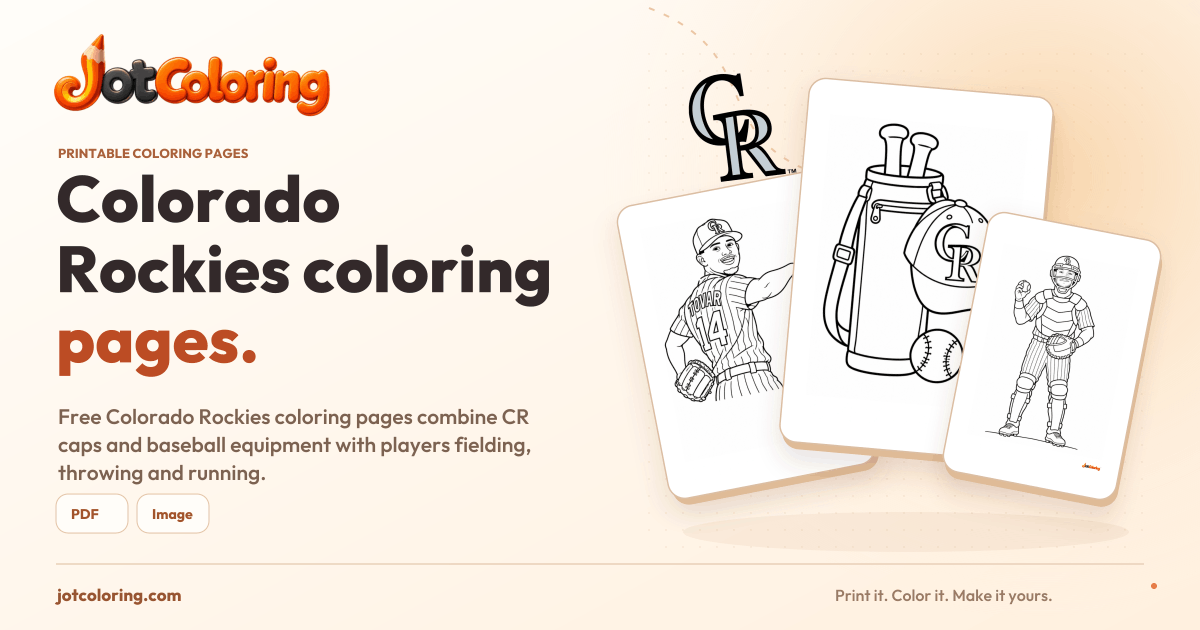 JotColoring
PRINTABLE COLORING PAGES
Colorado
Rockies coloring
pages.
Free Colorado Rockies coloring pages combine CR
caps and baseball equipment with players fielding,
throwing and running.
PDF
Image
CR
TM
CR
TOVAR
14
CR
jotcoloring.com
Print it. Color it. Make it yours.